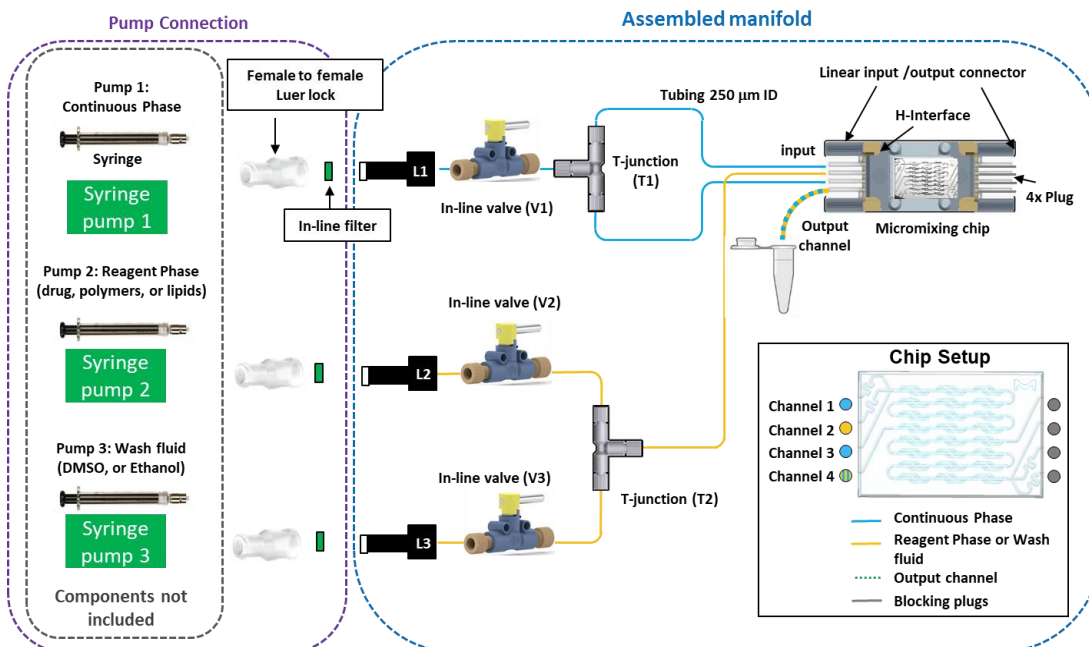 Pump Connection
Assembled manifold
Pump 1:
Continuous Phase
Syringe
Syringe
pump 1
Female to female
Luer lock
In-line filter
L1
In-line valve (V1)
T-junction
(T1)
Tubing 250 μm ID
Linear input /output connector
H-Interface
input
4x Plug
Output
channel
Micromixing chip
Pump 2: Reagent Phase
(drug, polymers, or lipids)
Syringe
pump 2
L2
In-line valve (V2)
Pump 3: Wash fluid
(DMSO, or Ethanol)
Syringe
pump 3
L3
In-line valve (V3)
T-junction (T2)
Components not
included
Chip Setup
Channel 1
Channel 2
Channel 3
Channel 4
Continuous Phase
Reagent Phase or Wash
fluid
Output channel
Blocking plugs